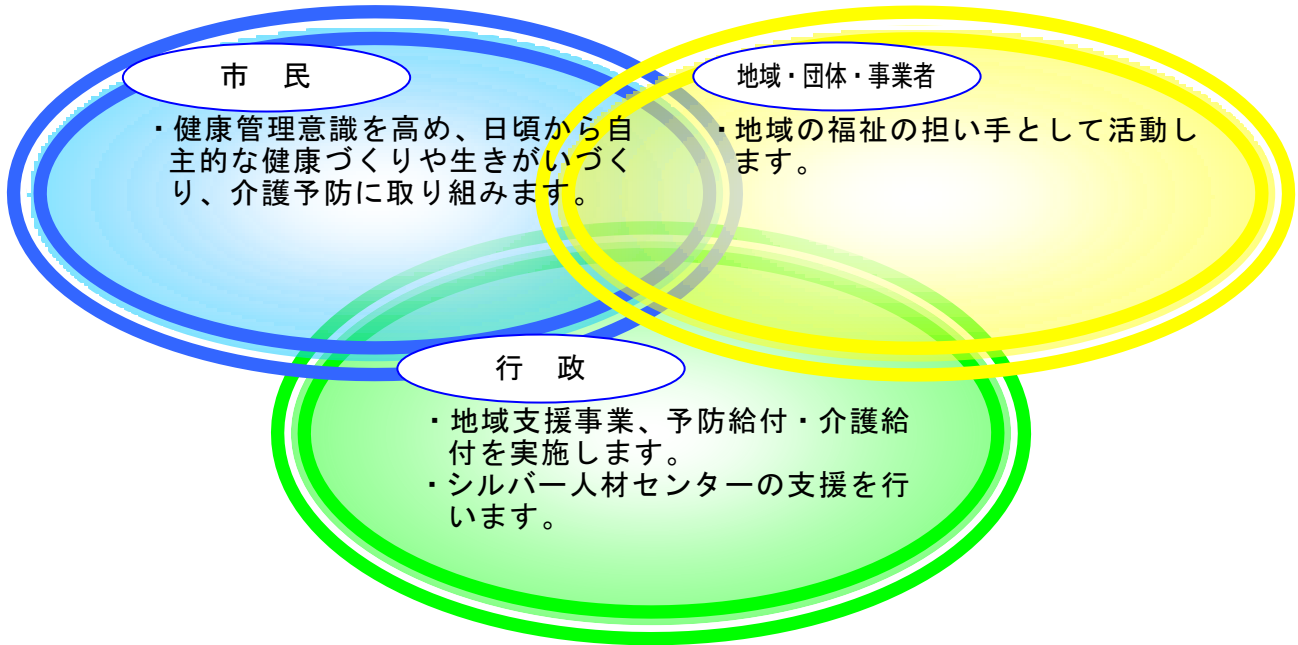 市　民
・健康管理意識を高め、日頃から自
主的な健康づくりや生きがいづく
り、介護予防に取り組みます。
地域・団体・事業者
・地域の福祉の担い手として活動し
ます。
行　政
・地域支援事業、予防給付・介護給
付を実施します。
・シルバー人材センターの支援を行
います。